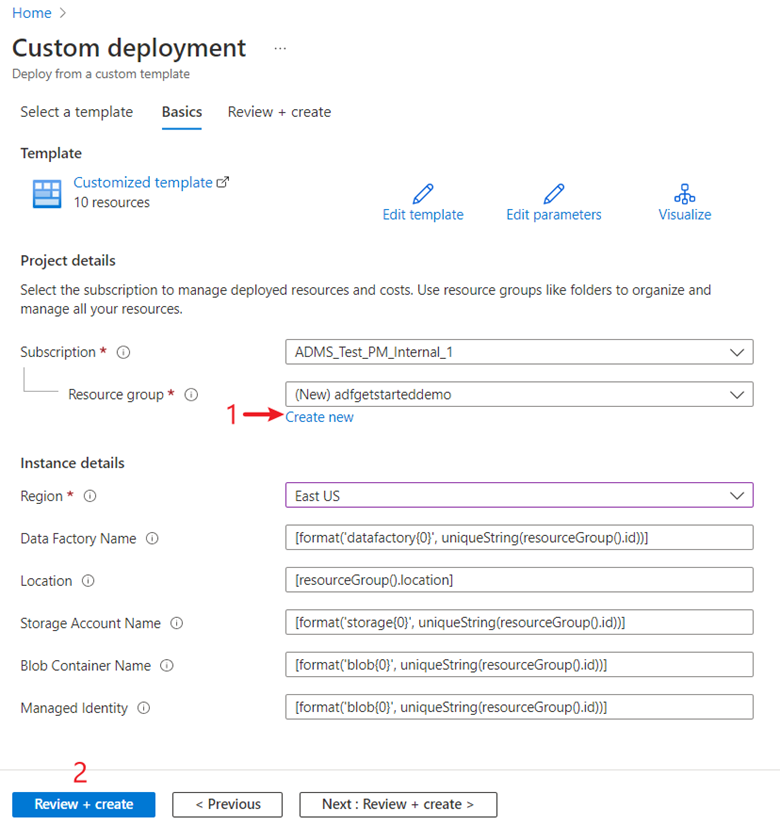 Home >
Custom deployment ...
Deploy from a custom template
Select a template Basics Review + create
Template
Customized template
10 resources
Edit template Edit parameters Visualize
Project details
Select the subscription to manage deployed resources and costs. Use resource groups like folders to organize and
manage all your resources.
Subscription * ADMS_Test_PM_Internal_1
Resource group * (New) adfgetstarteddemo
1 Create new
Instance details
Region * East US
Data Factory Name [format('datafactory{0}', uniqueString(resourceGroup().id))]
Location [resourceGroup().location]
Storage Account Name [format('storage{0}', uniqueString(resourceGroup().id))]
Blob Container Name [format('blob{0}', uniqueString(resourceGroup().id))]
Managed Identity [format('blob{0}', uniqueString(resourceGroup().id))]
2
Review + create < Previous Next : Review + create >